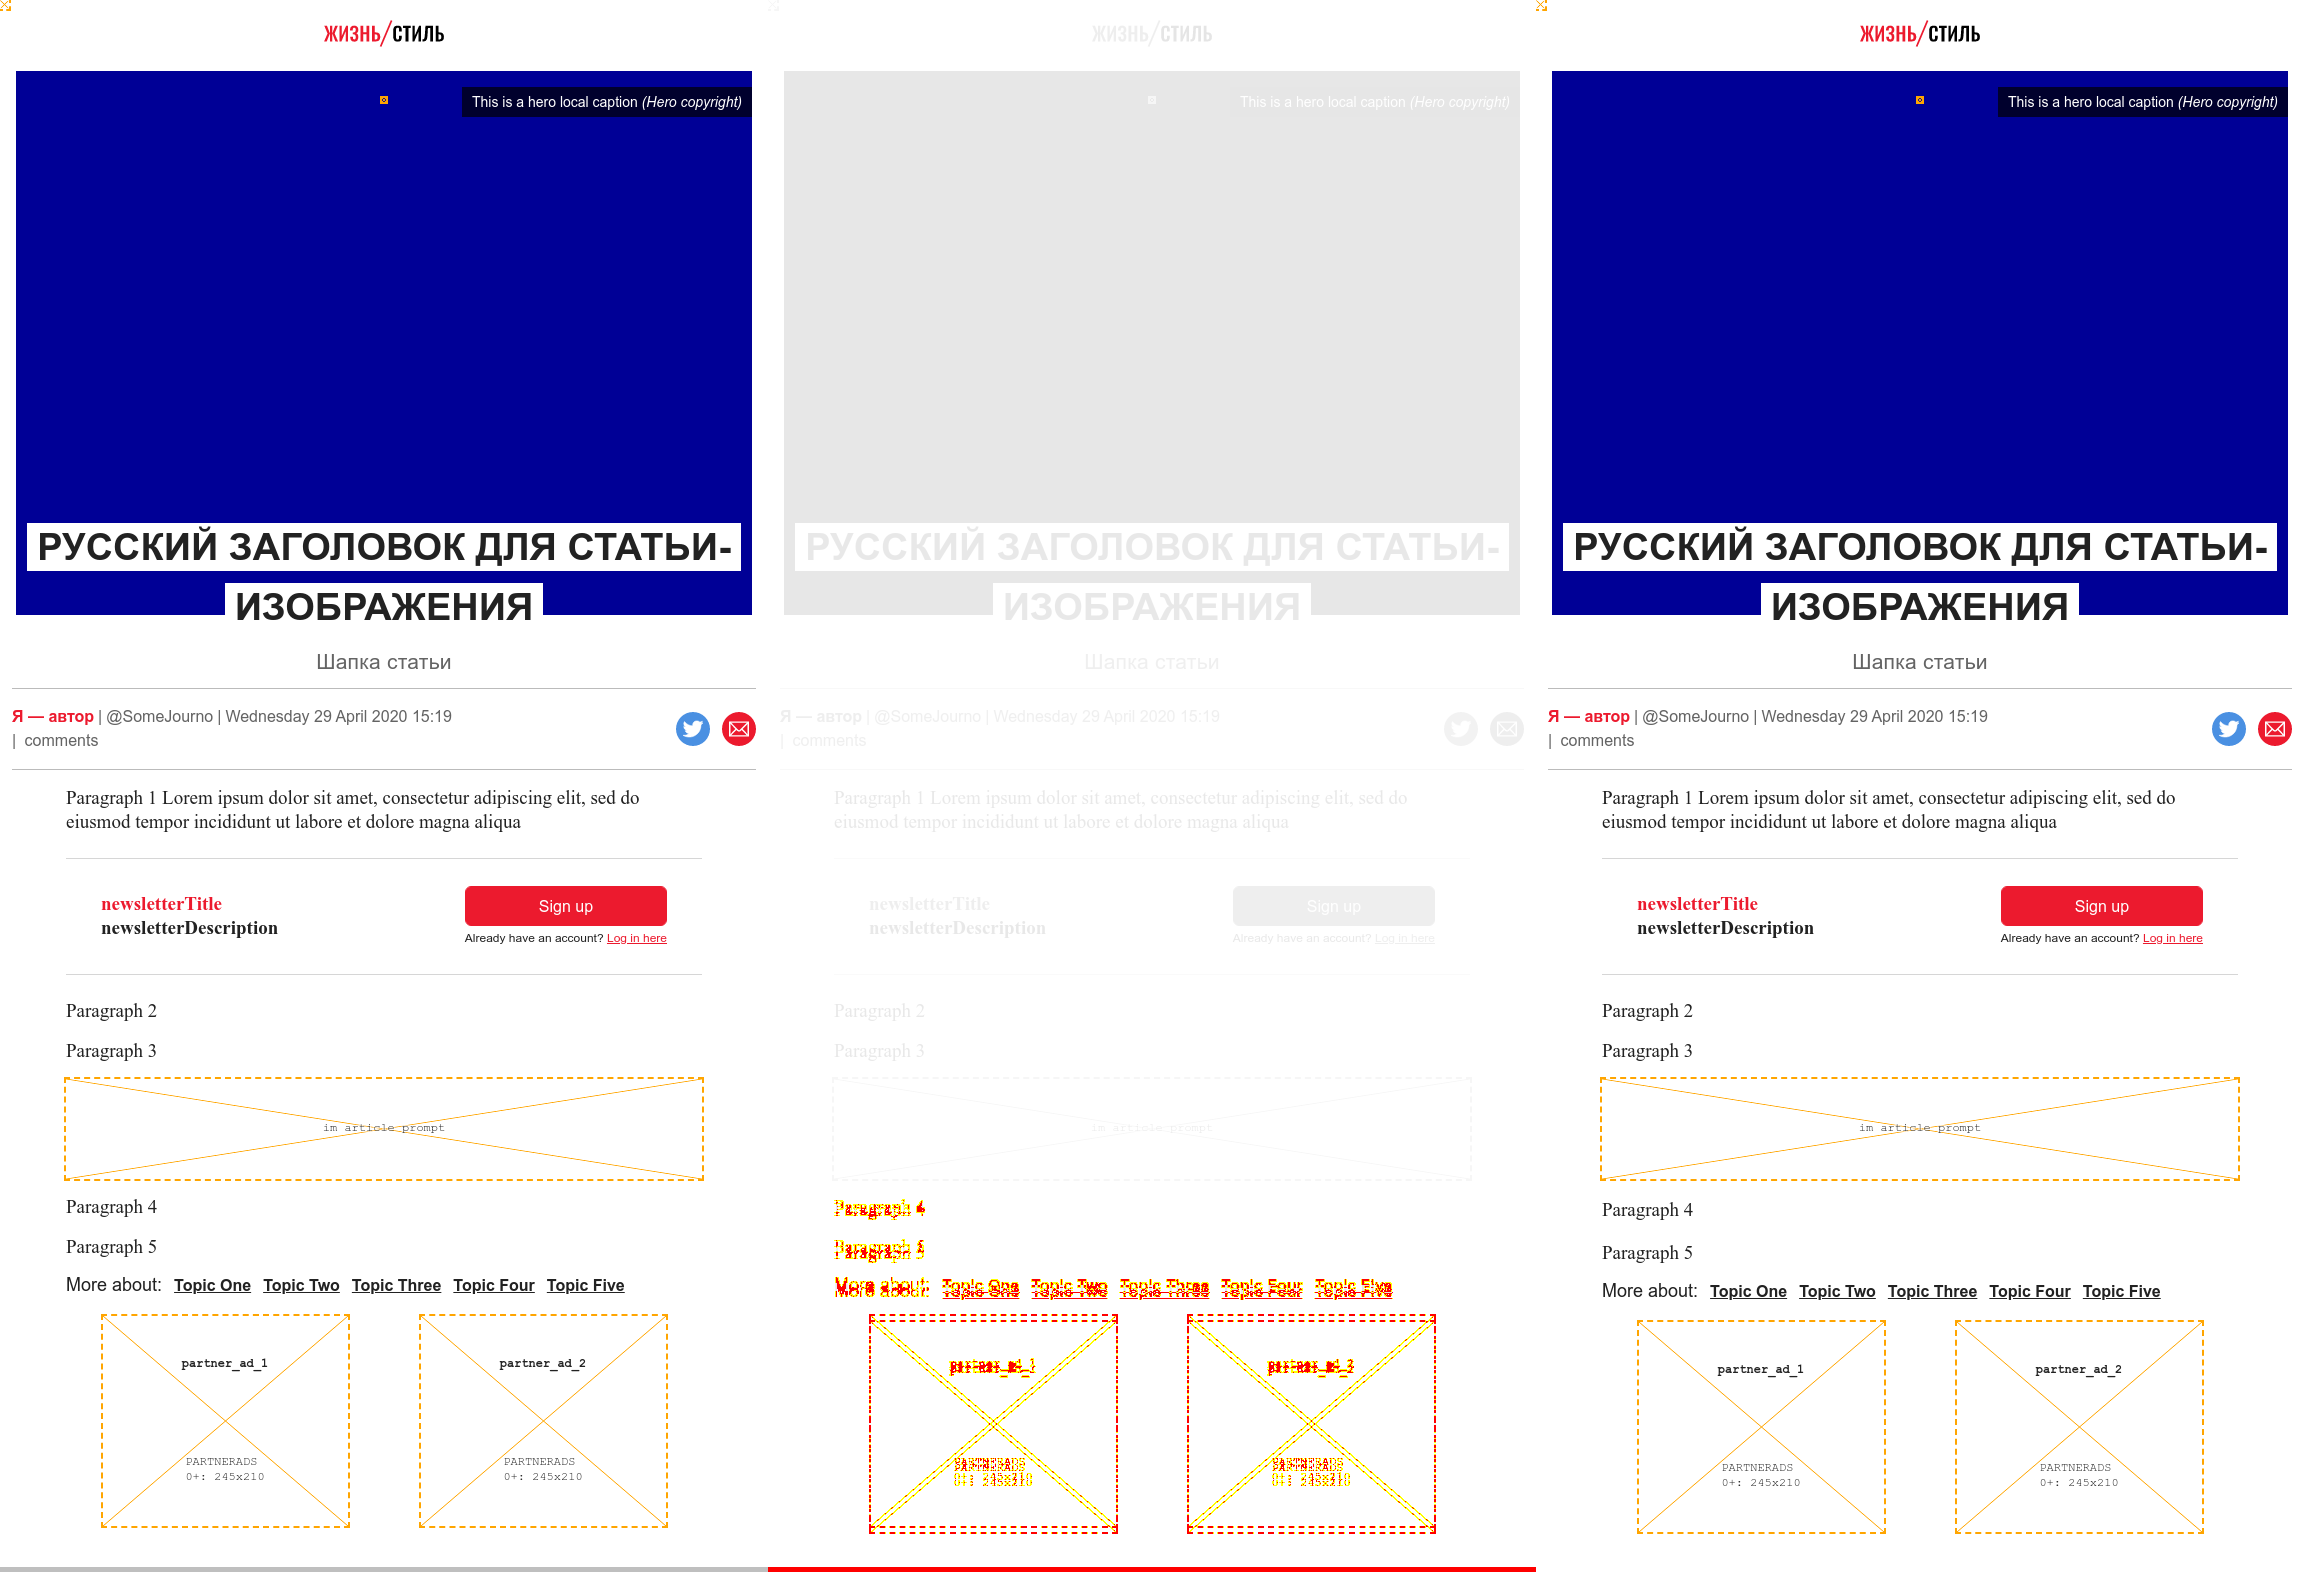 ЖИЗНЬ/СТИЛЬ
This is a hero local caption (Hero copyright)
РУССКИЙ ЗАГОЛОВОК ДЛЯ СТАТЬИ-
ИЗОБРАЖЕНИЯ
Шапка статьи
Я — автор | @SomeJourno | Wednesday 29 April 2020 15:19
| comments
Paragraph 1 Lorem ipsum dolor sit amet, consectetur adipiscing elit, sed do
eiusmod tempor incididunt ut labore et dolore magna aliqua
newsletterTitle
newsletterDescription
Sign up
Already have an account? Log in here
Paragraph 2
Paragraph 3
im article prompt
Paragraph 4
Paragraph 5
More about: Topic One Topic Two Topic Three Topic Four Topic Five
partner_ad_1
PARTNERADS
0+: 245x210
partner_ad_2
PARTNERADS
0+: 245x210
ЖИЗНЬ/СТИЛЬ
This is a hero local caption (Hero copyright)
РУССКИЙ ЗАГОЛОВОК ДЛЯ СТАТЬИ-
ИЗОБРАЖЕНИЯ
Шапка статьи
Я — автор | @SomeJourno | Wednesday 29 April 2020 15:19
| comments
Paragraph 1 Lorem ipsum dolor sit amet, consectetur adipiscing elit, sed do
eiusmod tempor incididunt ut labore et dolore magna aliqua
newsletterTitle
newsletterDescription
Sign up
Already have an account? Log in here
Paragraph 2
Paragraph 3
im article prompt
Paragraph 4
Paragraph 5
More about: Topic One Topic Two Topic Three Topic Four Topic Five
partner_ad_1
partner_ad_2
ЖИЗНЬ/СТИЛЬ
This is a hero local caption (Hero copyright)
РУССКИЙ ЗАГОЛОВОК ДЛЯ СТАТЬИ-
ИЗОБРАЖЕНИЯ
Шапка статьи
Я — автор | @SomeJourno | Wednesday 29 April 2020 15:19
| comments
Paragraph 1 Lorem ipsum dolor sit amet, consectetur adipiscing elit, sed do
eiusmod tempor incididunt ut labore et dolore magna aliqua
newsletterTitle
newsletterDescription
Sign up
Already have an account? Log in here
Paragraph 2
Paragraph 3
im article prompt
Paragraph 4
Paragraph 5
More about: Topic One Topic Two Topic Three Topic Four Topic Five
partner_ad_1
PARTNERADS
0+: 245x210
partner_ad_2
PARTNERADS
0+: 245x210